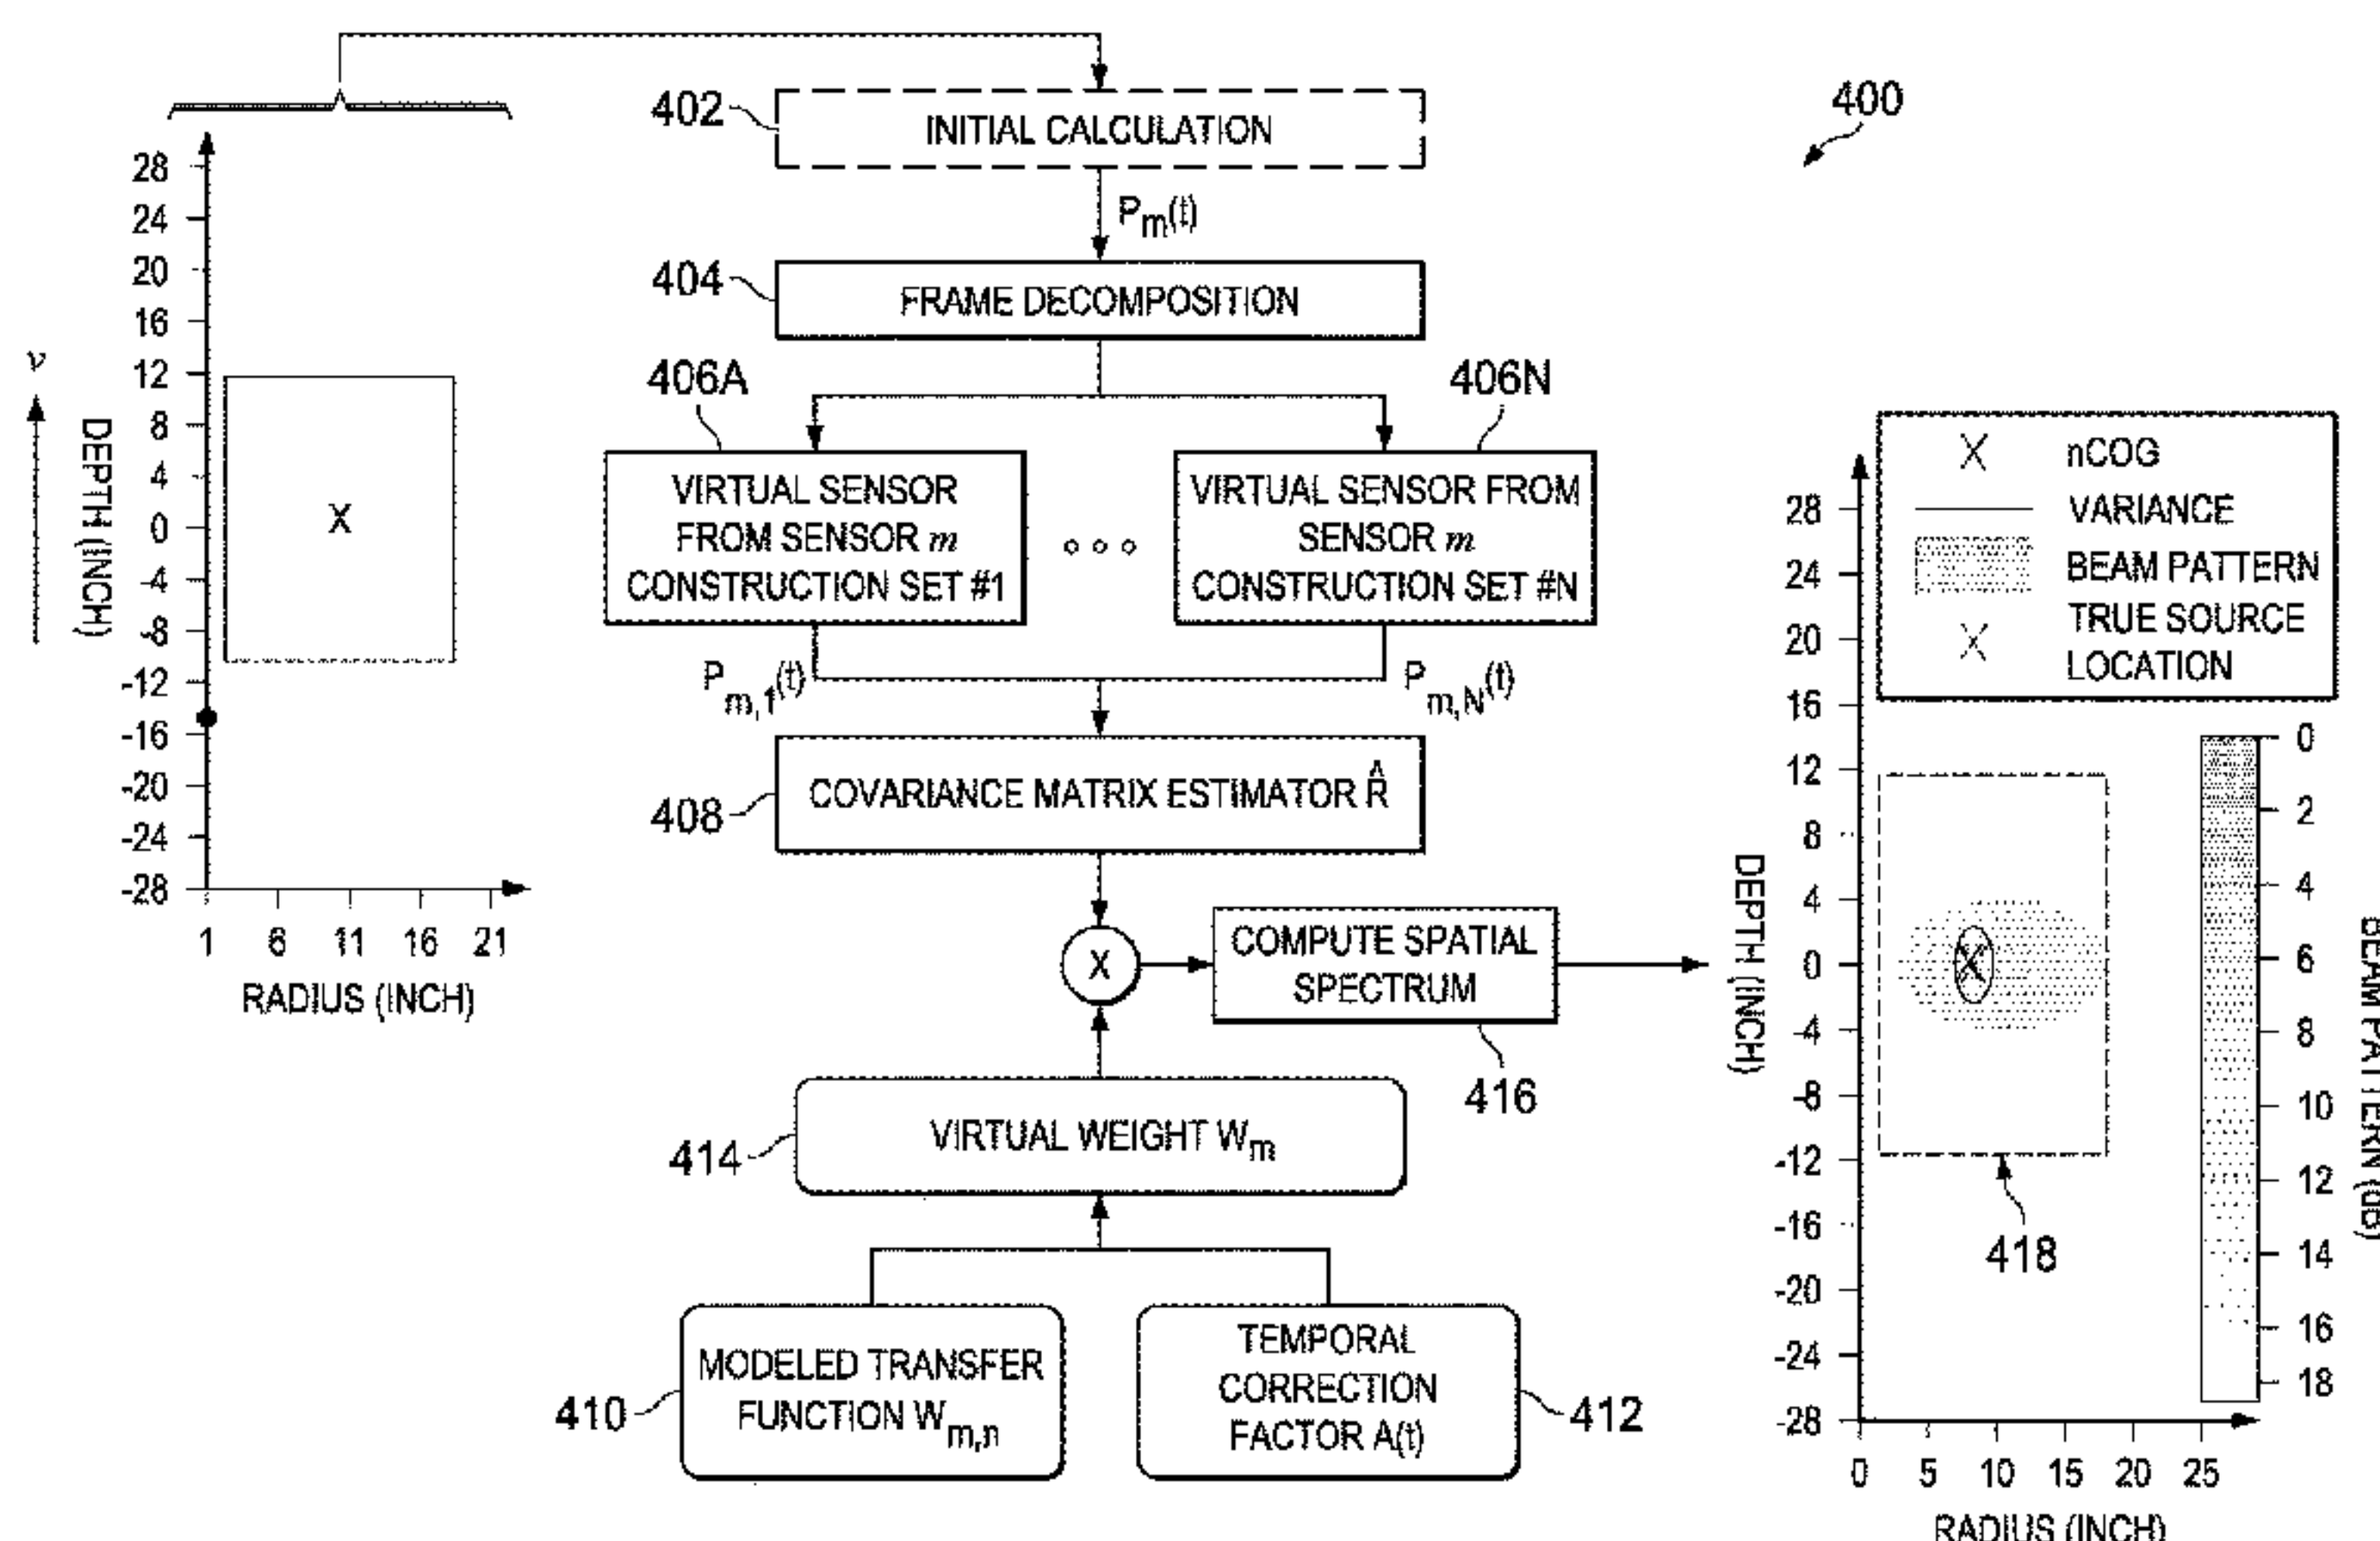 400
402
INITIAL CALCULATION
Pm(t)
404
FRAME DECOMPOSITION
406A
406N
VIRTUAL SENSOR
FROM SENSOR m
CONSTRUCTION SET #1
VIRTUAL SENSOR FROM
SENSOR m
CONSTRUCTION SET #N
Pm,1(t)
Pm,N(t)
408
COVARIANCE MATRIX ESTIMATOR R̂
X
COMPUTE SPATIAL
SPECTRUM
416
414
VIRTUAL WEIGHT Wm
410
MODELED TRANSFER
FUNCTION Wm,n
TEMPORAL
CORRECTION
FACTOR A(t)
412
v
DEPTH (INCH)
28
24
20
16
12
8
4
0
-4
-8
-12
-16
-20
-24
-28
X
1 6 11 16 21
RADIUS (INCH)
X nCOG
VARIANCE
BEAM PATTERN
X TRUE SOURCE
LOCATION
DEPTH (INCH)
28
24
20
16
12
8
4
0
-4
-8
-12
-16
-20
-24
-28
X
418
0 5 10 15 20 25
RADIUS (INCH)
0
2
4
6
8
10
12
14
16
18
BEAM PATTERN (dB)